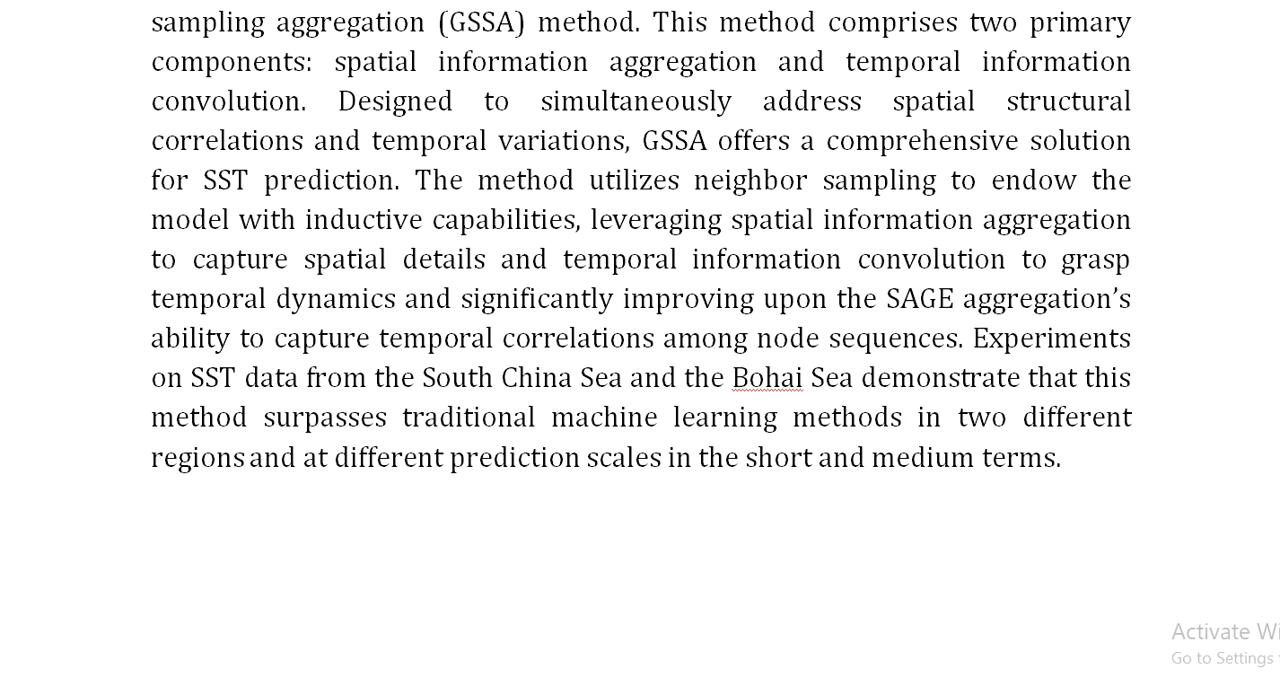 sampling aggregation (GSSA) method. This method comprises two primary
components: spatial information aggregation and temporal information
convolution. Designed to simultaneously address spatial structural
correlations and temporal variations, GSSA offers a comprehensive solution
for SST prediction. The method utilizes neighbor sampling to endow the
model with inductive capabilities, leveraging spatial information aggregation
to capture spatial details and temporal information convolution to grasp
temporal dynamics and significantly improving upon the SAGE aggregation’s
ability to capture temporal correlations among node sequences. Experiments
on SST data from the South China Sea and the Bohai Sea demonstrate that this
method surpasses traditional machine learning methods in two different
regions and at different prediction scales in the short and medium terms.
Activate Wi
Go to Settings